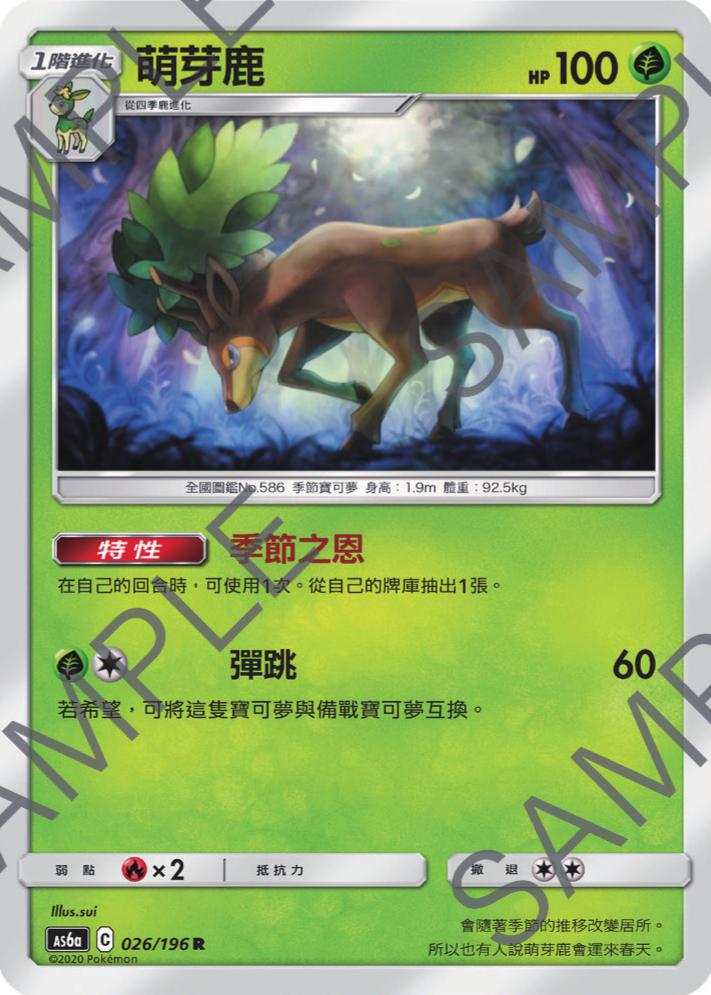 1階進化 萌芽鹿 HP 100
從四季鹿進化
全國圖鑑No.586 季節寶可夢 身高：1.9m 體重：92.5kg
特性 季節之恩
在自己的回合時，可使用1次。從自己的牌庫抽出1張。
彈跳 60
若希望，可將這隻寶可夢與備戰寶可夢互換。
弱點 ×2 抵抗力 撤退
Illus.sui
AS6a C 026/196 R
©2020 Pokémon
會隨著季節的推移改變居所。
所以也有人說萌芽鹿會運來春天。
SAMPLE
SAMPLE
SAMPLE
SAMPLE
SAMPLE
SAMPLE